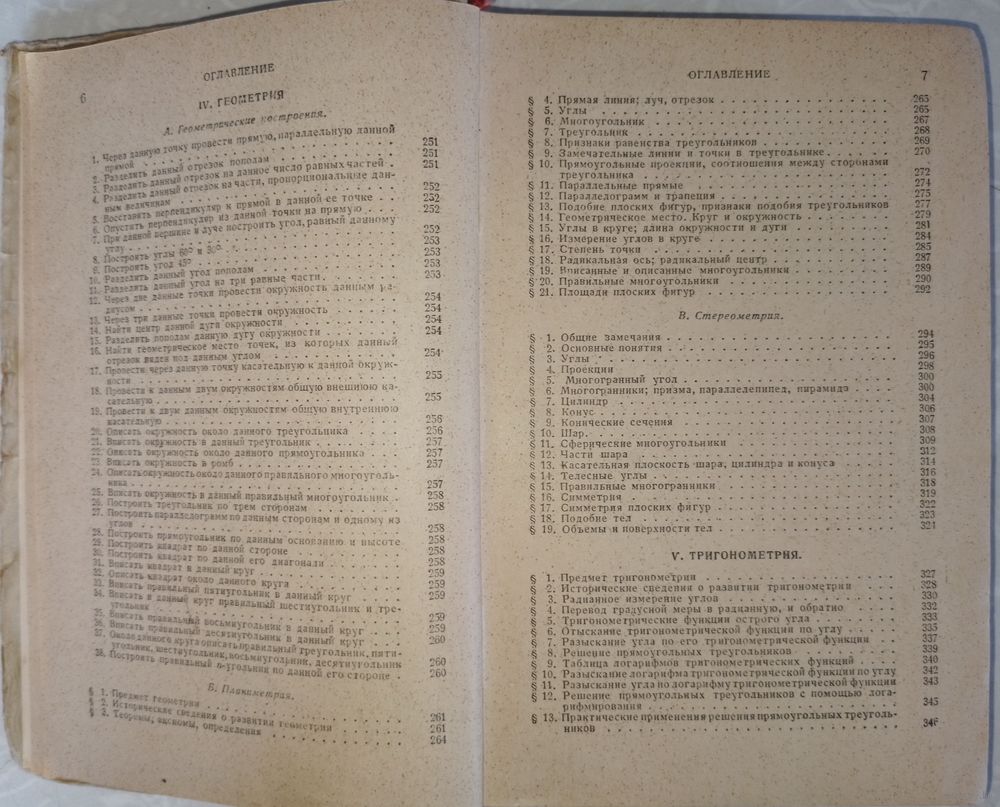 6
ОГЛАВЛЕНИЕ
IV. ГЕОМЕТРИЯ
А. Геометрические построения.
1. Через данную точку провести прямую, параллельную данной
прямой 251
2. Разделить данный отрезок пополам 251
3. Разделить данный отрезок на данное число равных частей 251
4. Разделить данный отрезок на части, пропорциональные дан-
ным величинам 252
5. Восставить перпендикуляр к прямой в данной ее точке 252
6. Опустить перпендикуляр из данной точки на прямую 252
7. При данной вершине и луче построить угол, равный данному
углу 252
8. Построить углы 60° и 30° 253
9. Построить угол 45° 253
10. Разделить данный угол пополам 253
11. Разделить данный угол на три равные части 253
12. Через две данные точки провести окружность данным ра-
диусом 254
13. Через три данные точки провести окружность 254
14. Найти центр данной дуги окружности 254
15. Разделить пополам данную дугу окружности 254
16. Найти геометрическое место точек, из которых данный
отрезок виден под данным углом 254
17. Провести через данную точку касательную к данной окруж-
ности 255
18. Провести к данным двум окружностям общую внешнюю ка-
сательную 255
19. Провести к двум данным окружностям общую внутреннюю
касательную 256
20. Описать окружность около данного треугольника 256
21. Вписать окружность в данный треугольник 257
22. Описать окружность около данного прямоугольника 257
23. Вписать окружность в ромб 257
24. Описать окружность около данного правильного многоуголь-
ника 257
25. Вписать окружность в данный правильный многоугольник 258
26. Построить треугольник по трем сторонам 258
27. Построить параллелограмм по данным сторонам и одному из
углов 258
28. Построить прямоугольник по данным основанию и высоте 258
29. Построить квадрат по данной стороне 258
30. Построить квадрат по данной его диагонали 258
31. Вписать квадрат в данный круг 259
32. Описать квадрат около данного круга 259
33. Вписать правильный пятиугольник в данный круг 259
34. Вписать в данный круг правильный шестиугольник и тре-
угольник 259
35. Вписать правильный восьмиугольник в данный круг 259
36. Вписать правильный десятиугольник в данный круг 260
37. Около данного круга описать правильный треугольник, пяти-
угольник, шестиугольник, восьмиугольник, десятиугольник 260
38. Построить правильный n-угольник по данной его стороне 260
Б. Планиметрия.
§ 1. Предмет геометрии 261
§ 2. Исторические сведения о развитии геометрии 261
§ 3. Теоремы, аксиомы, определения 264
ОГЛАВЛЕНИЕ 7
§ 4. Прямая линия; луч, отрезок 265
§ 5. Углы 265
§ 6. Многоугольник 267
§ 7. Треугольник 268
§ 8. Признаки равенства треугольников 269
§ 9. Замечательные линии и точки в треугольнике 270
§ 10. Прямоугольные проекции, соотношения между сторонами
треугольника 272
§ 11. Параллельные прямые 274
§ 12. Параллелограмм и трапеция 275
§ 13. Подобие плоских фигур, признаки подобия треугольников 277
§ 14. Геометрическое место. Круг и окружность 279
§ 15. Углы в круге; длина окружности и дуги 281
§ 16. Измерение углов в круге 284
§ 17. Степень точки 285
§ 18. Радикальная ось; радикальный центр 287
§ 19. Вписанные и описанные многоугольники 289
§ 20. Правильные многоугольники 290
§ 21. Площади плоских фигур 292
В. Стереометрия.
§ 1. Общие замечания 294
§ 2. Основные понятия 295
§ 3. Углы 296
§ 4. Проекции 298
§ 5. Многогранный угол 300
§ 6. Многогранники; призма, параллелепипед, пирамида 300
§ 7. Цилиндр 304
§ 8. Конус 306
§ 9. Конические сечения 307
§ 10. Шар 308
§ 11. Сферические многоугольники 309
§ 12. Части шара 312
§ 13. Касательная плоскость шара, цилиндра и конуса 314
§ 14. Телесные углы 316
§ 15. Правильные многогранники 318
§ 16. Симметрия 319
§ 17. Симметрия плоских фигур 322
§ 18. Подобие тел 323
§ 19. Объемы и поверхности тел 324
V. ТРИГОНОМЕТРИЯ.
§ 1. Предмет тригонометрии 327
§ 2. Исторические сведения о развитии тригонометрии 328
§ 3. Радианное измерение углов 330
§ 4. Перевод градусной меры в радианную, и обратно 332
§ 5. Тригонометрические функции острого угла 333
§ 6. Отыскание тригонометрической функции по углу 335
§ 7. Разыскание угла по его тригонометрической функции 337
§ 8. Решение прямоугольных треугольников 339
§ 9. Таблица логарифмов тригонометрических функций 340
§ 10. Разыскание логарифма тригонометрической функции по углу 342
§ 11. Разыскание угла по логарифму тригонометрической функции 343
§ 12. Решение прямоугольных треугольников с помощью лога-
рифмирования 345
§ 13. Практические применения решения прямоугольных треуголь-
ников 346